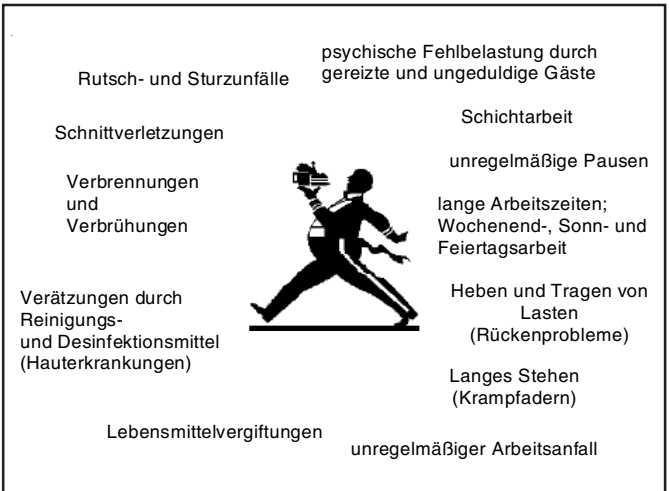 psychische Fehlbelastung durch
gereizte und ungeduldige Gäste
Rutsch- und Sturzunfälle
Schichtarbeit
Schnittverletzungen
unregelmäßige Pausen
Verbrennungen
und
Verbrühungen
lange Arbeitszeiten;
Wochenend-, Sonn- und
Feiertagsarbeit
Verätzungen durch
Reinigungs-
und Desinfektionsmittel
(Hauterkrankungen)
Heben und Tragen von
Lasten
(Rückenprobleme)
Langes Stehen
(Krampfadern)
Lebensmittelvergiftungen
unregelmäßiger Arbeitsanfall